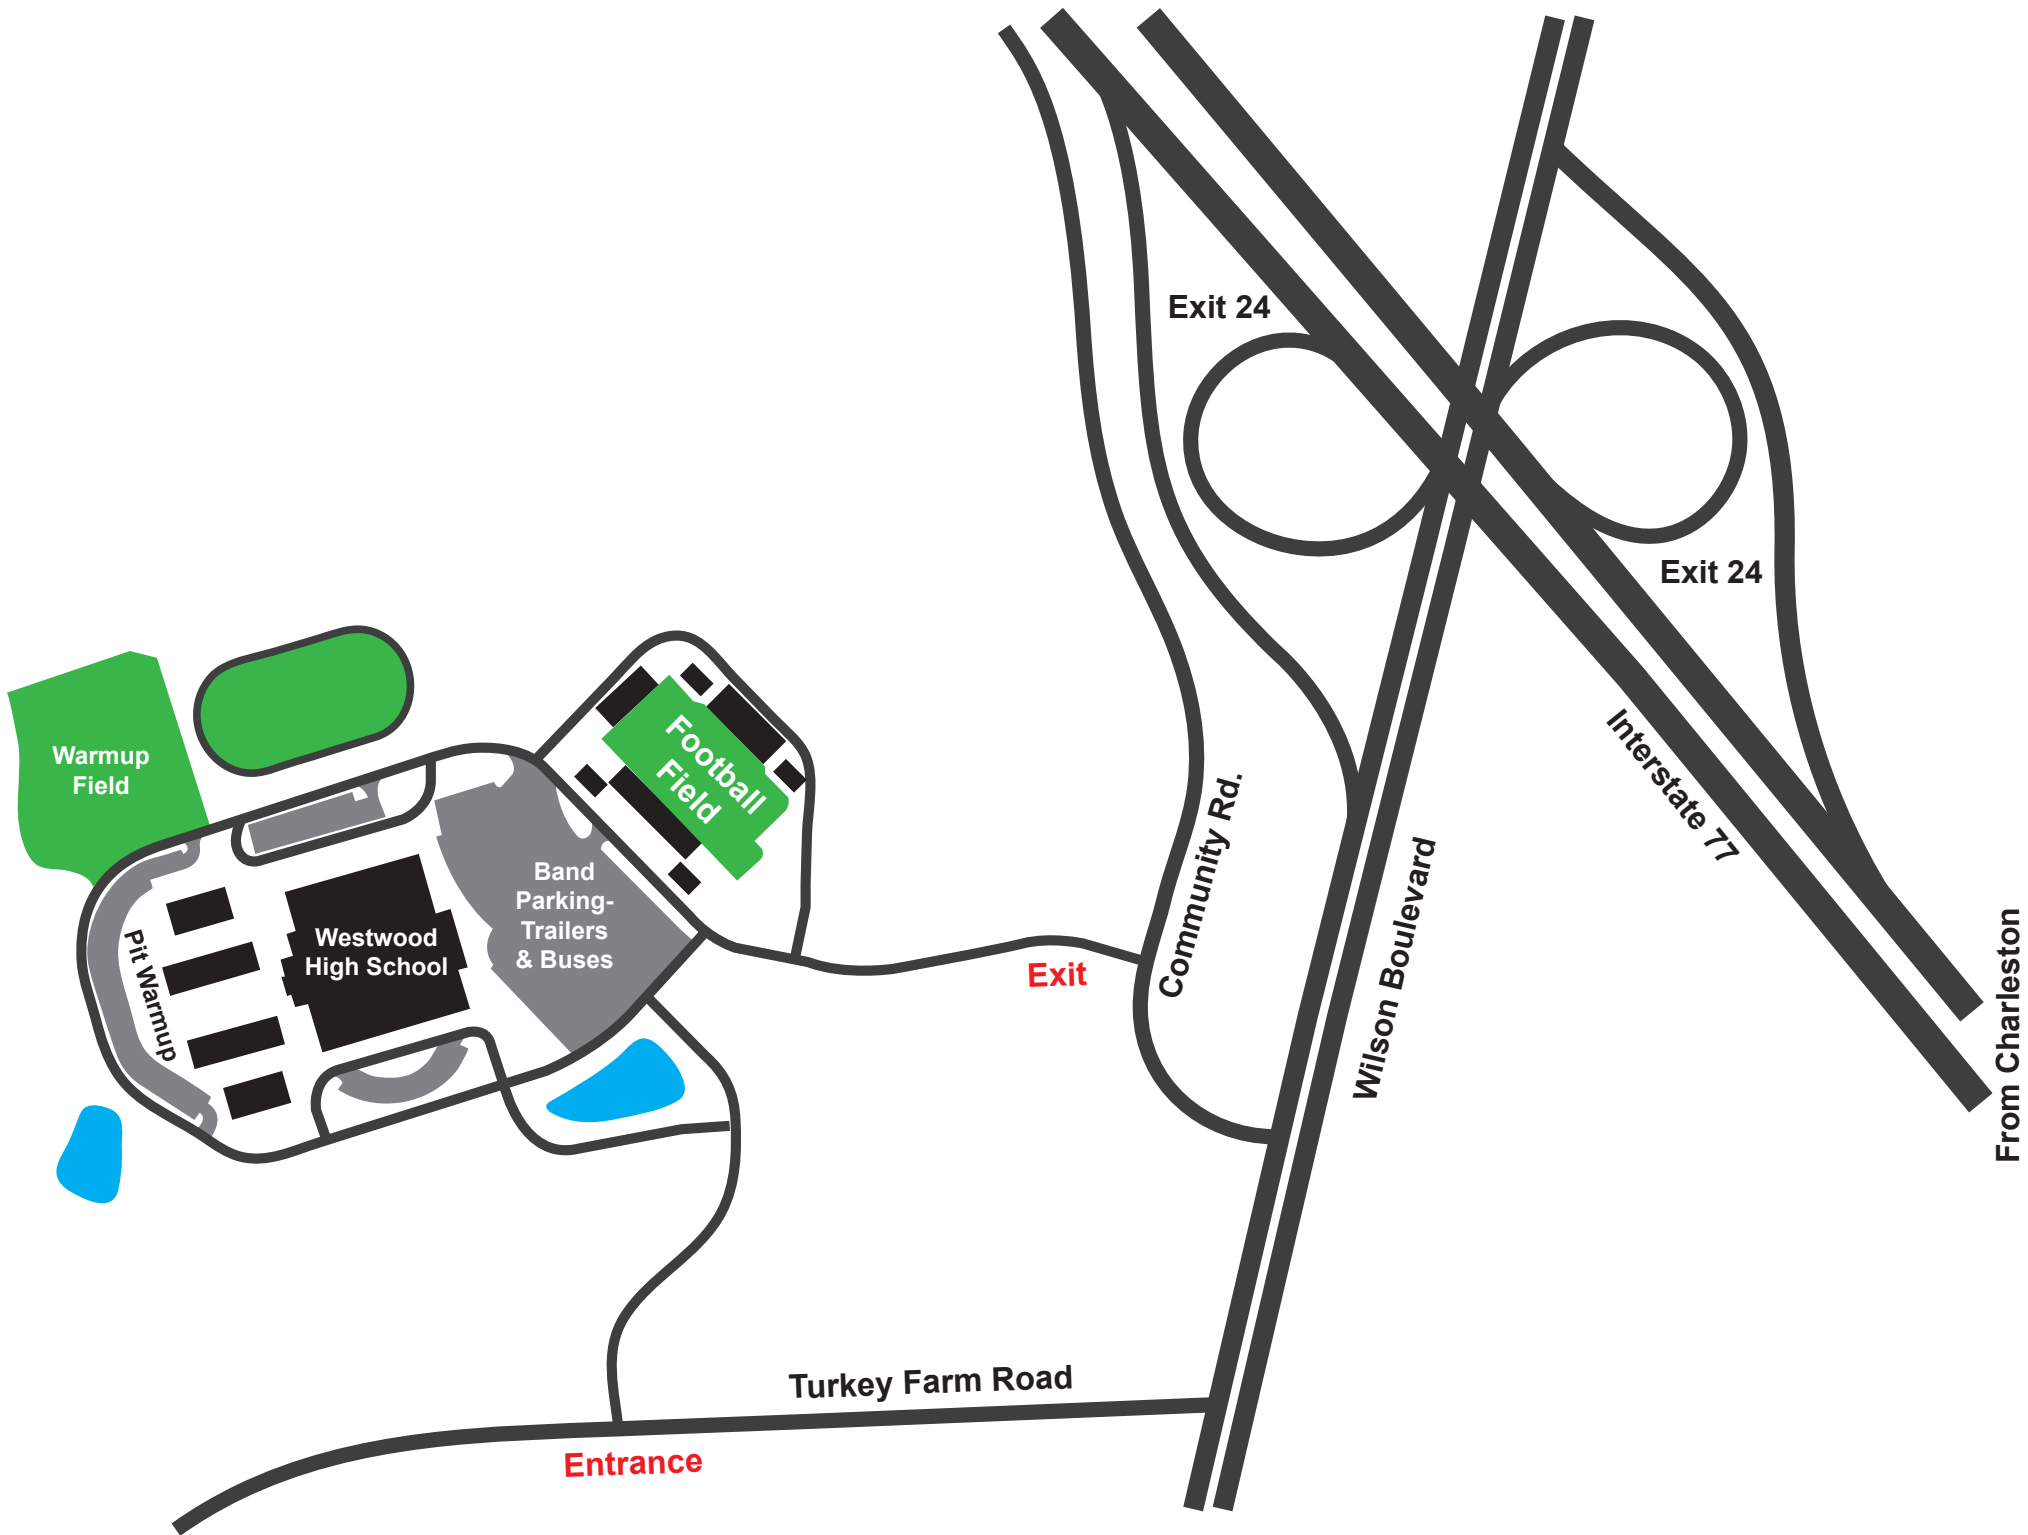 Exit 24
Exit 24
Interstate 77
From Charleston
Community Rd.
Wilson Boulevard
Warmup
Field
Football
Field
Band
Parking-
Trailers
& Buses
Westwood
High School
Pit Warmup
Exit
Turkey Farm Road
Entrance